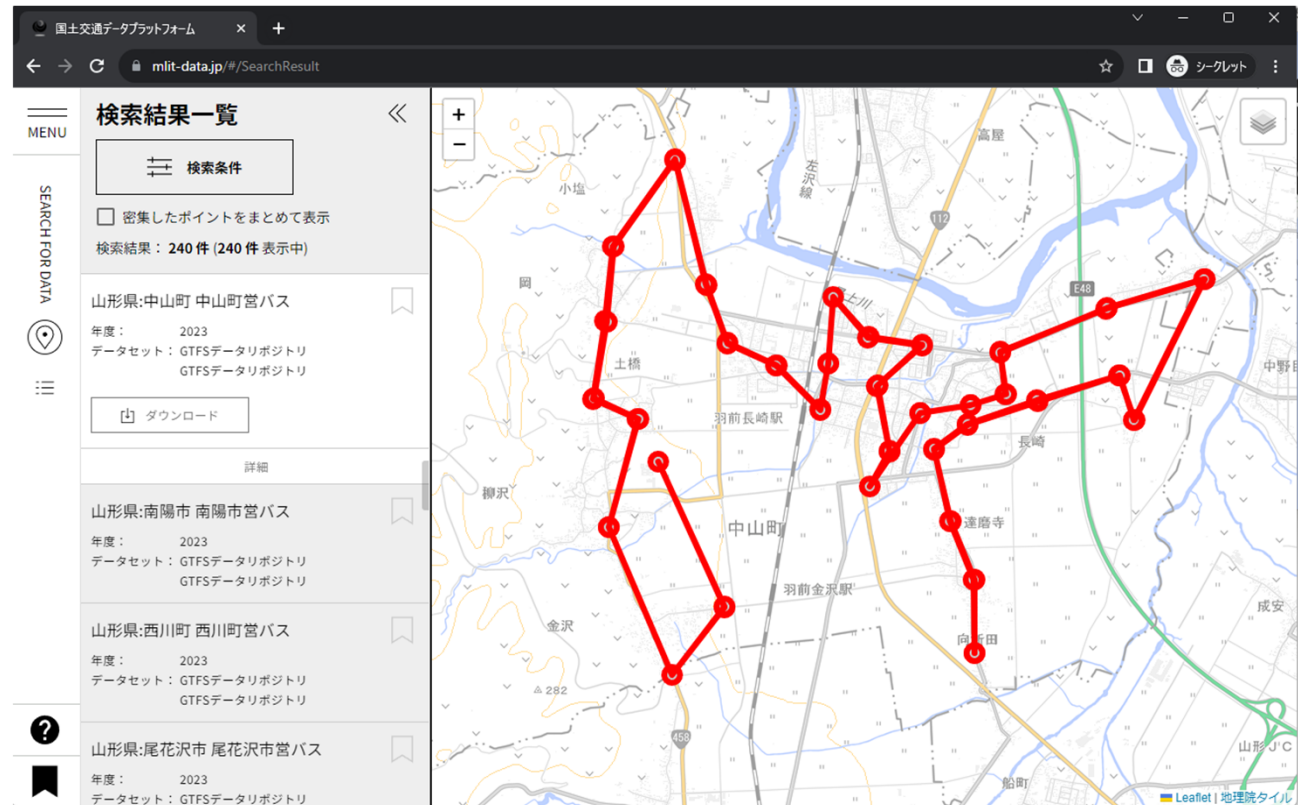 国土交通データプラットフォーム
mlit-data.jp/#/SearchResult
シークレット
MENU
SEARCH FOR DATA
検索結果一覧
検索条件
密集したポイントをまとめて表示
検索結果： 240 件 (240 件 表示中)
山形県:中山町 中山町営バス
年度： 2023
データセット： GTFSデータリポジトリ
GTFSデータリポジトリ
ダウンロード
詳細
山形県:南陽市 南陽市営バス
年度： 2023
データセット： GTFSデータリポジトリ
GTFSデータリポジトリ
山形県:西川町 西川町営バス
年度： 2023
データセット： GTFSデータリポジトリ
GTFSデータリポジトリ
山形県:尾花沢市 尾花沢市営バス
年度： 2023
データセット： GTFSデータリポジトリ
+
−
高屋
左沢線
小塩
112
岡
E48
最上川
土橋
中野目
羽前長崎駅
長崎
柳沢
中山町
達磨寺
羽前金沢駅
成安
金沢
向新田
282
458
山形JC
船町
Leaflet | 地理院タイル